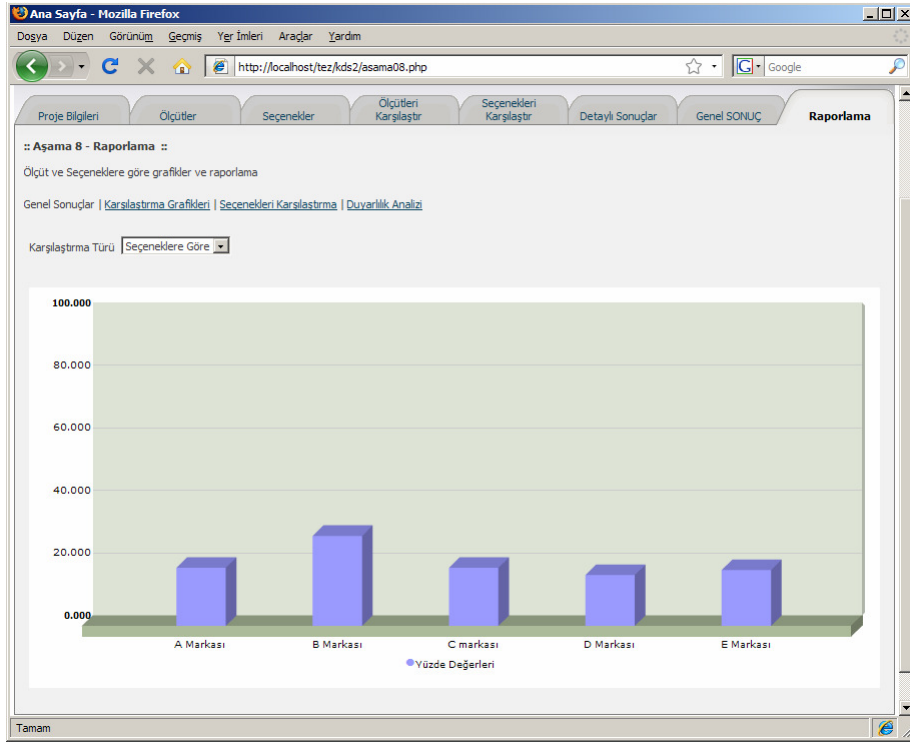 Ana Sayfa - Mozilla Firefox
Dosya Düzen Görünüm Geçmiş Yer İmleri Araçlar Yardım
http://localhost/tez/kds2/asama08.php
G Google
Proje Bilgileri
Ölçütler
Seçenekler
Ölçütleri
Karşılaştır
Seçenekleri
Karşılaştır
Detaylı Sonuçlar
Genel SONUÇ
Raporlama
:: Aşama 8 - Raporlama ::
Ölçüt ve Seçeneklere göre grafikler ve raporlama
Genel Sonuçlar | Karşılaştırma Grafikleri | Seçenekleri Karşılaştırma | Duyarlılık Analizi
Karşılaştırma Türü Seçeneklere Göre
100.000
80.000
60.000
40.000
20.000
0.000
A Markası B Markası C markası D Markası E Markası
Yüzde Değerleri
Tamam